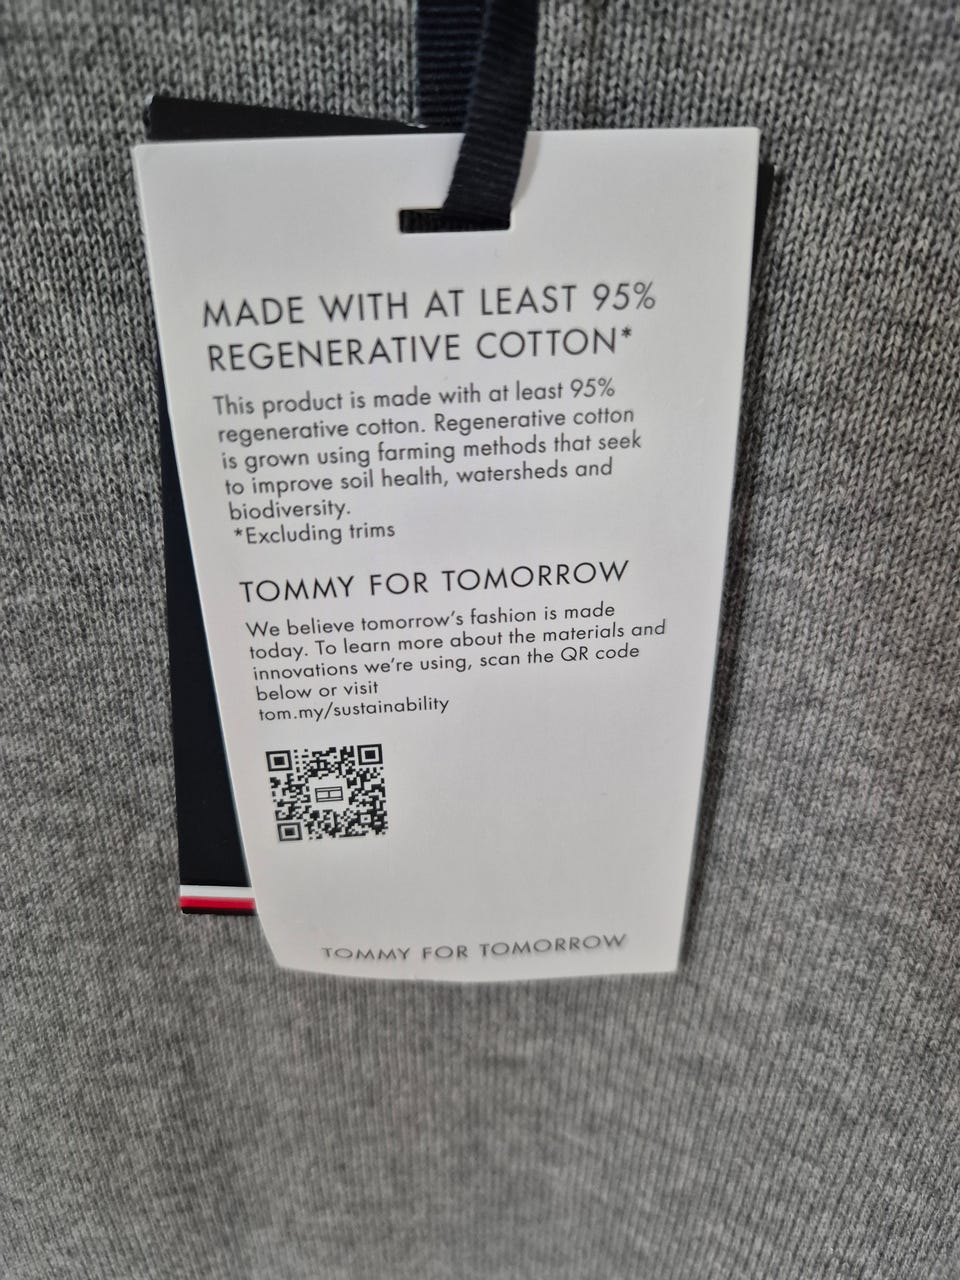 MADE WITH AT LEAST 95%
REGENERATIVE COTTON*
This product is made with at least 95%
regenerative cotton. Regenerative cotton
is grown using farming methods that seek
to improve soil health, watersheds and
biodiversity.
*Excluding trims
TOMMY FOR TOMORROW
We believe tomorrow's fashion is made
today. To learn more about the materials and
innovations we're using, scan the QR code
below or visit
tom.my/sustainability
TOMMY FOR TOMORROW